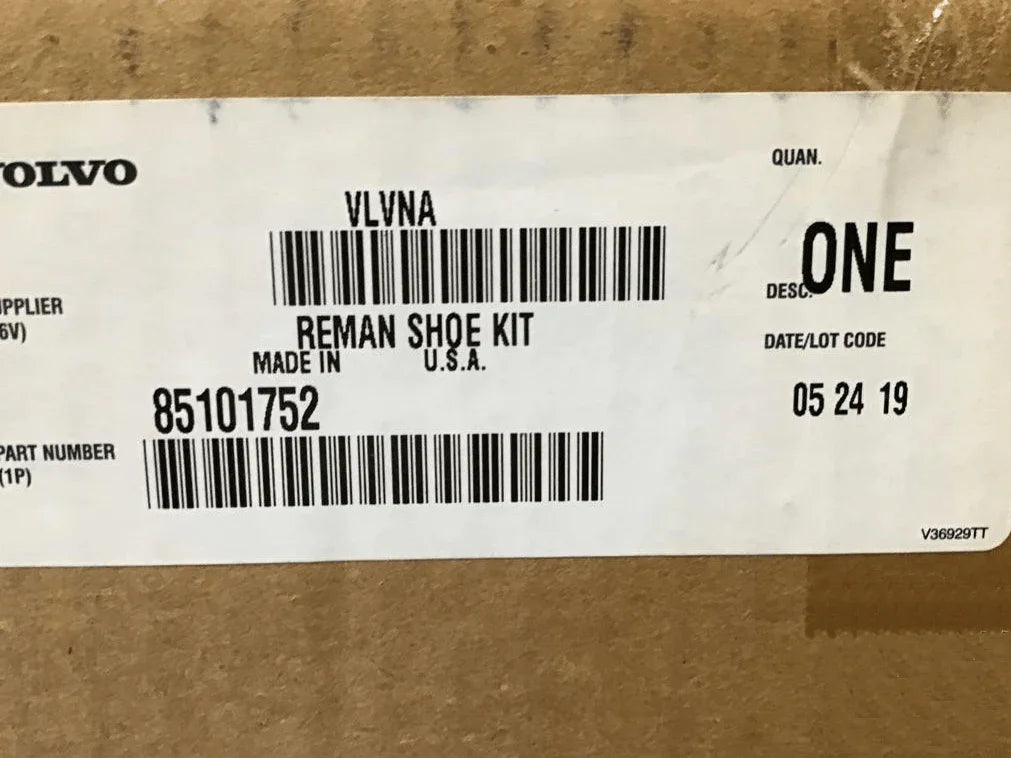 VOLVO
QUAN.
VLVNA
ONE
DESC.
UPPLIER
6V)
REMAN SHOE KIT
DATE/LOT CODE
MADE IN U.S.A.
85101752
05 24 19
PART NUMBER
(1P)
V36929TT